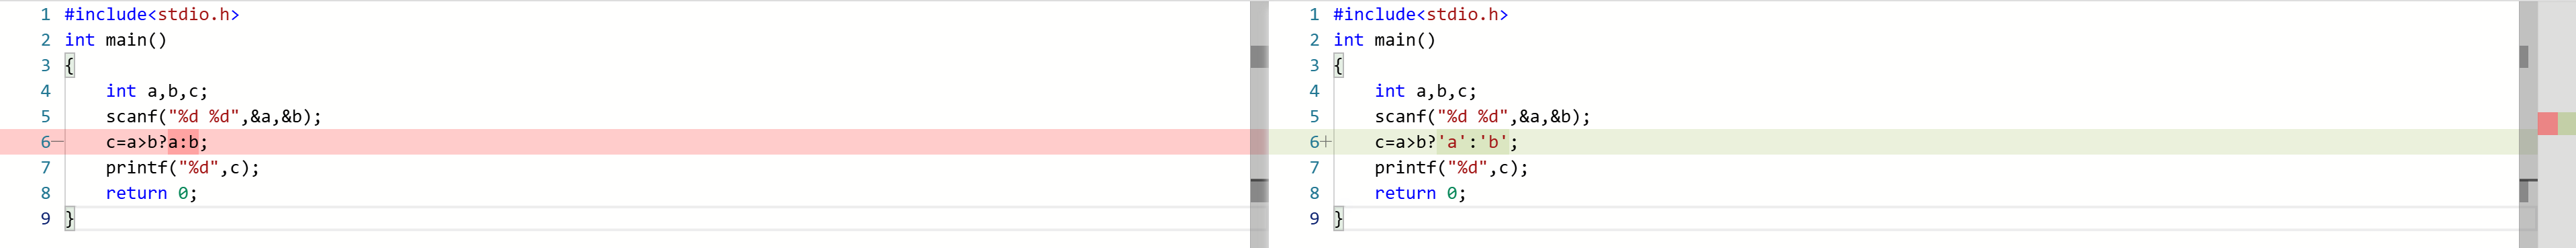 1 #include<stdio.h>
2 int main()
3 {
4 int a,b,c;
5 scanf("%d %d",&a,&b);
6− c=a>b?a:b;
7 printf("%d",c);
8 return 0;
9 }
1 #include<stdio.h>
2 int main()
3 {
4 int a,b,c;
5 scanf("%d %d",&a,&b);
6+ c=a>b?'a':'b';
7 printf("%d",c);
8 return 0;
9 }